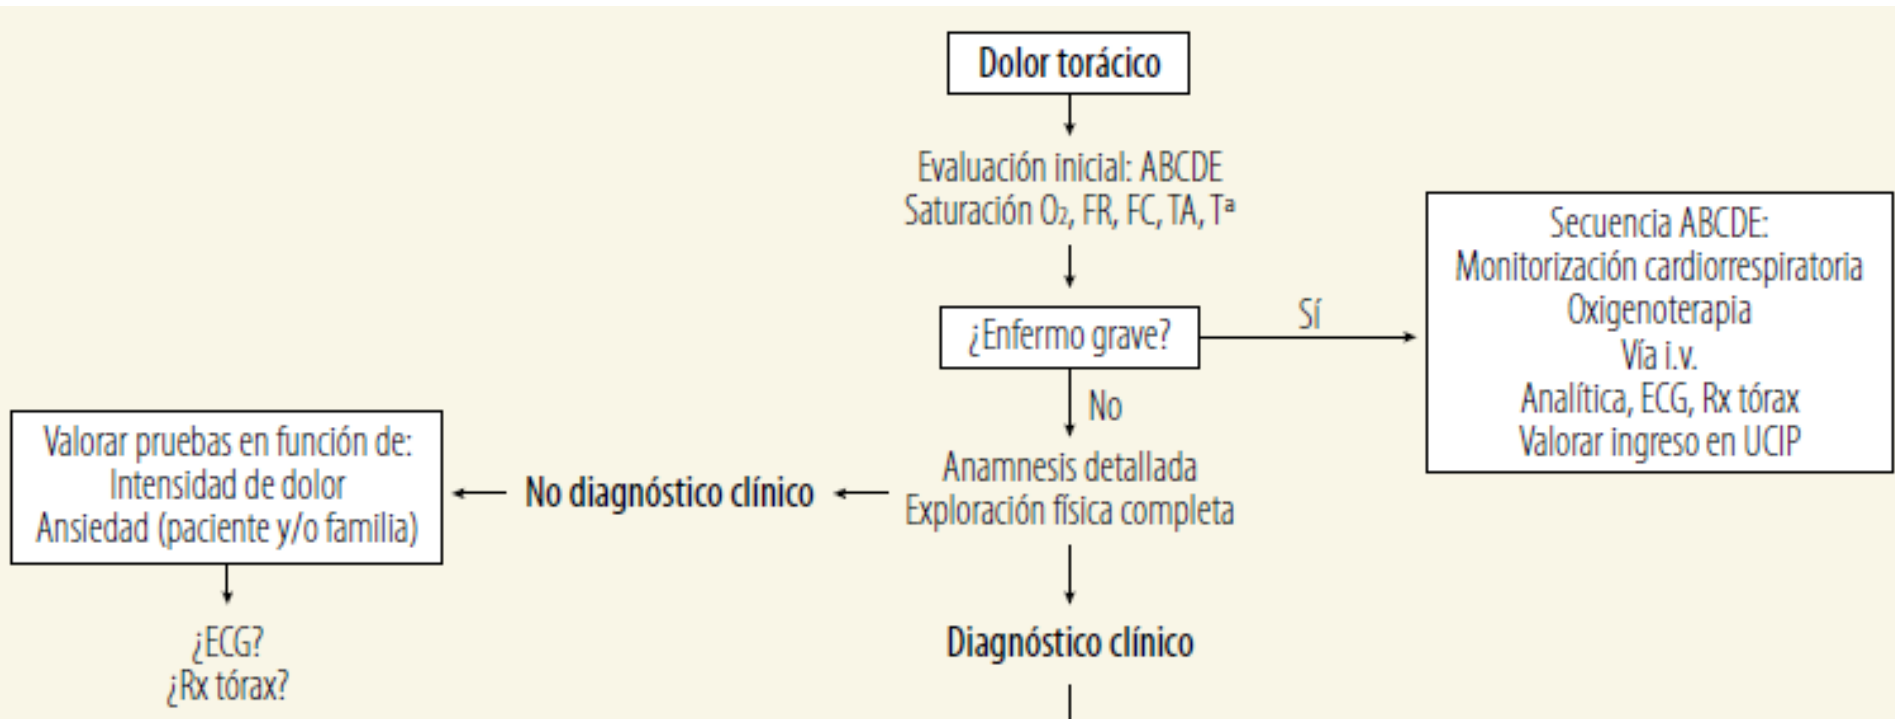 Dolor torácico
Evaluación inicial: ABCDE
Saturación O₂, FR, FC, TA, Tª
¿Enfermo grave?
Sí
Secuencia ABCDE:
Monitorización cardiorrespiratoria
Oxigenoterapia
Vía i.v.
Analítica, ECG, Rx tórax
Valorar ingreso en UCIP
No
Anamnesis detallada
Exploración física completa
No diagnóstico clínico
Valorar pruebas en función de:
Intensidad de dolor
Ansiedad (paciente y/o familia)
¿ECG?
¿Rx tórax?
Diagnóstico clínico